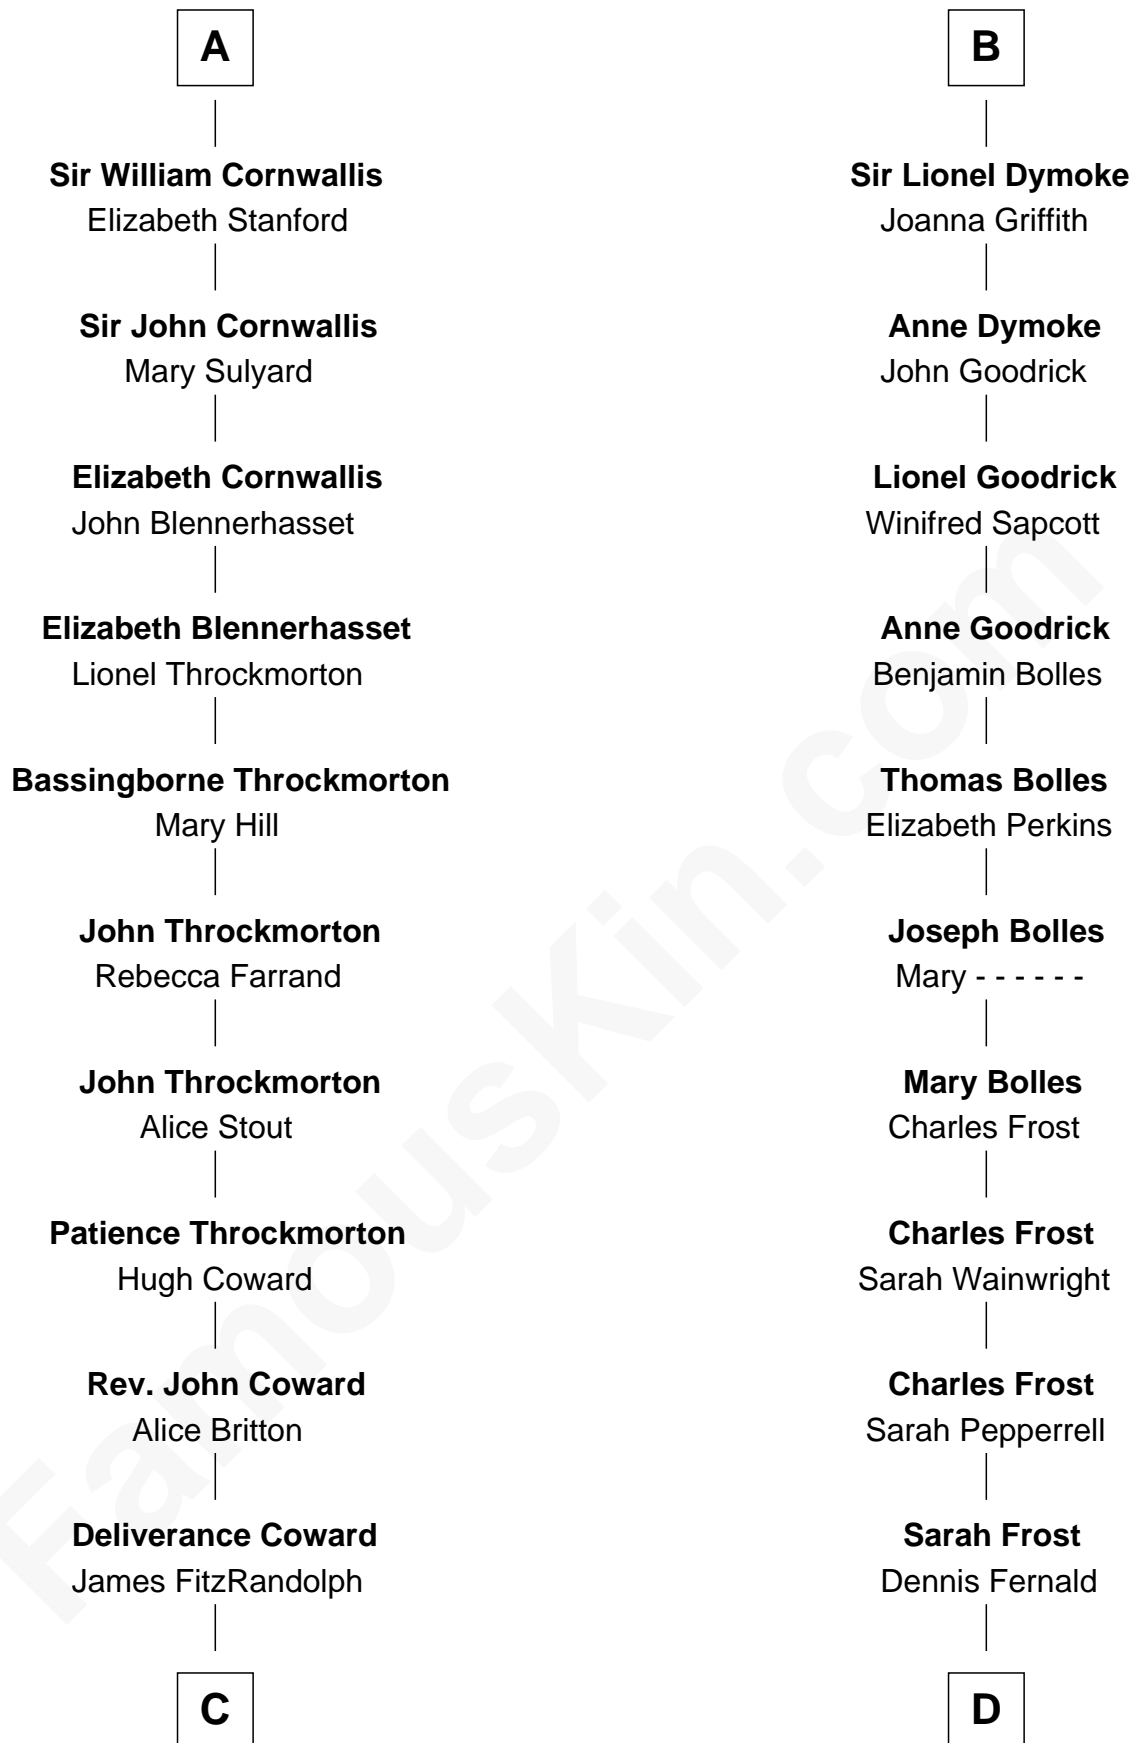 A
Sir William Cornwallis
Elizabeth Stanford
Sir John Cornwallis
Mary Sulyard
Elizabeth Cornwallis
John Blennerhasset
Elizabeth Blennerhasset
Lionel Throckmorton
Bassingborne Throckmorton
Mary Hill
John Throckmorton
Rebecca Farrand
John Throckmorton
Alice Stout
Patience Throckmorton
Hugh Coward
Rev. John Coward
Alice Britton
Deliverance Coward
James FitzRandolph
C
B
Sir Lionel Dymoke
Joanna Griffith
Anne Dymoke
John Goodrick
Lionel Goodrick
Winifred Sapcott
Anne Goodrick
Benjamin Bolles
Thomas Bolles
Elizabeth Perkins
Joseph Bolles
Mary - - - - - -
Mary Bolles
Charles Frost
Charles Frost
Sarah Wainwright
Charles Frost
Sarah Pepperrell
Sarah Frost
Dennis Fernald
D
FamousKin.com